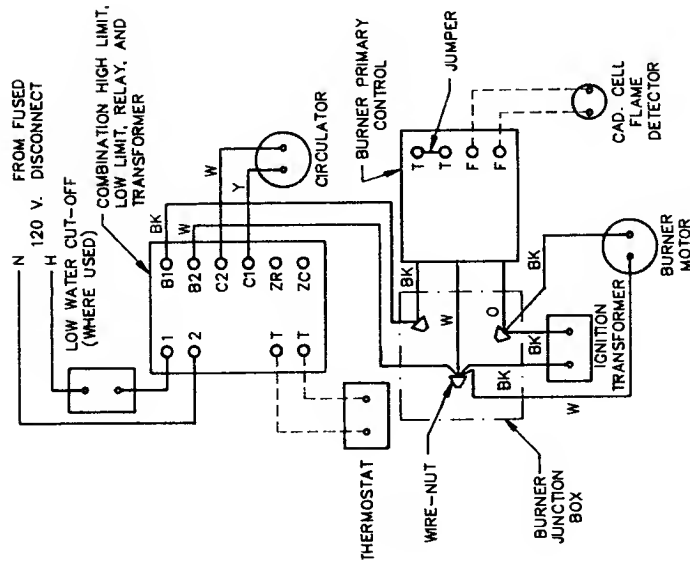 FROM FUSED
120 V. DISCONNECT
N
H
LOW WATER CUT-OFF
(WHERE USED)
COMBINATION HIGH LIMIT,
LOW LIMIT, RELAY, AND
TRANSFORMER
1
2
T
T
B1
B2
C2
C1
ZR
ZC
BK
W
W
Y
CIRCULATOR
THERMOSTAT
BURNER PRIMARY
CONTROL
T
T
F
F
JUMPER
CAD. CELL
FLAME
DETECTOR
BK
W
O
WIRE-NUT
BK
BK
BK
W
BURNER
JUNCTION
BOX
IGNITION
TRANSFORMER
BURNER
MOTOR